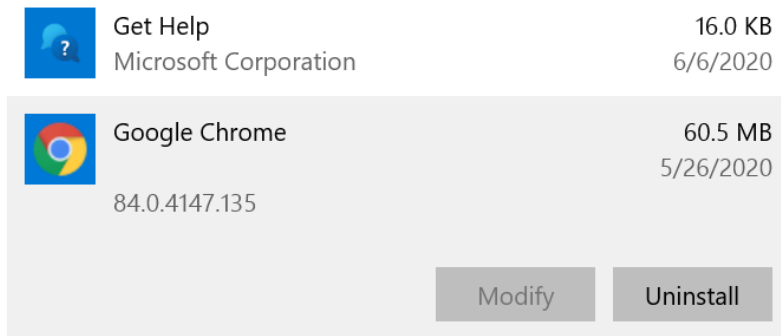 Get Help 16.0 KB
Microsoft Corporation 6/6/2020
Google Chrome 60.5 MB
5/26/2020
84.0.4147.135
Modify Uninstall